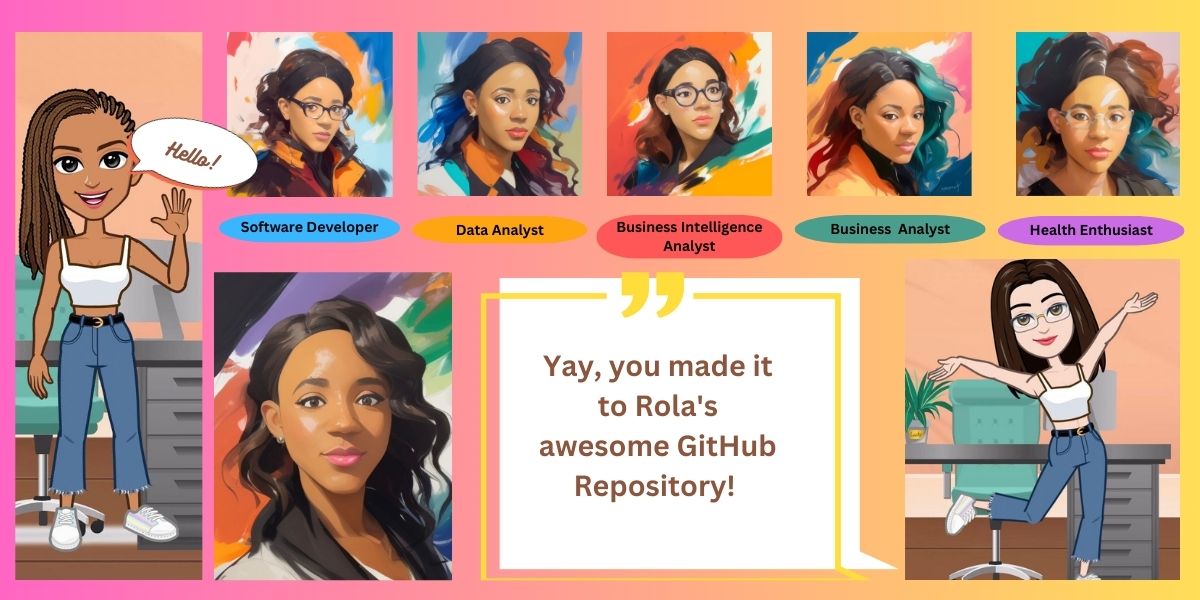 Hello!
Software Developer
Data Analyst
Business Intelligence
Analyst
Business Analyst
Health Enthusiast
Yay, you made it
to Rola's
awesome GitHub
Repository!